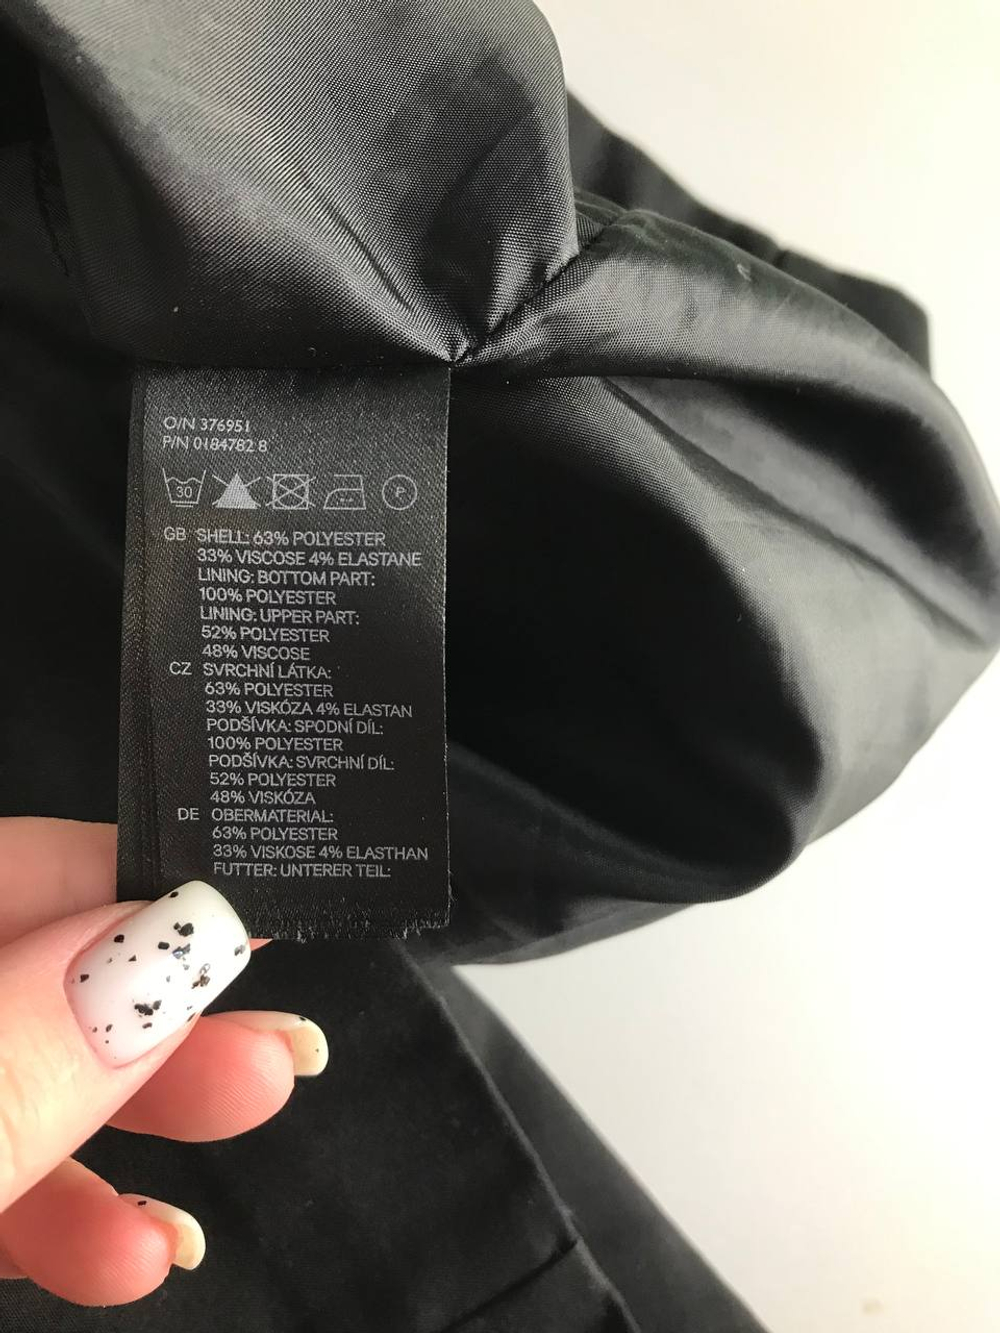 O/N 376951
P/N 0184782 8
30 P
GB SHELL: 63% POLYESTER
33% VISCOSE 4% ELASTANE
LINING: BOTTOM PART:
100% POLYESTER
LINING: UPPER PART:
52% POLYESTER
48% VISCOSE
CZ SVRCHNÍ LÁTKA:
63% POLYESTER
33% VISKÓZA 4% ELASTAN
PODŠÍVKA: SPODNÍ DÍL:
100% POLYESTER
PODŠÍVKA: SVRCHNÍ DÍL:
52% POLYESTER
48% VISKÓZA
DE OBERMATERIAL:
63% POLYESTER
33% VISKOSE 4% ELASTHAN
FUTTER: UNTERER TEIL: